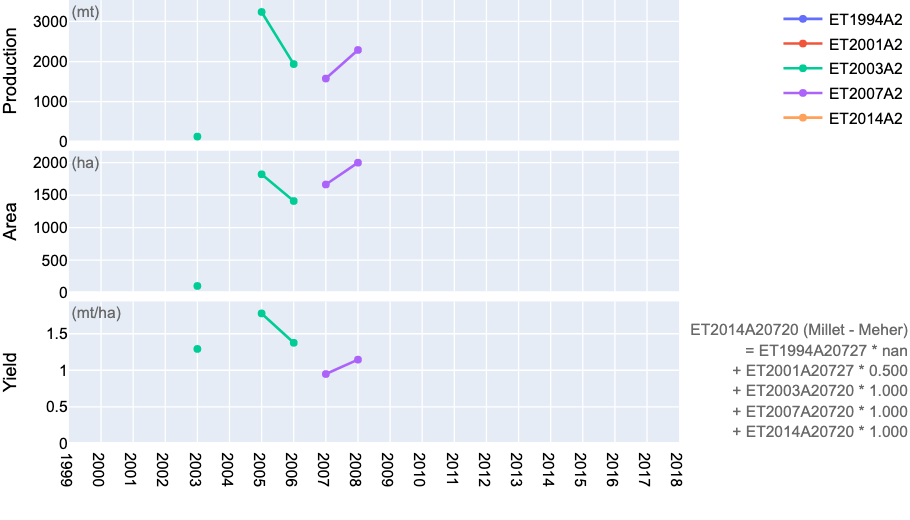 Production
(mt)
3000
2000
1000
0
ET1994A2
ET2001A2
ET2003A2
ET2007A2
ET2014A2
Area
(ha)
2000
1500
1000
500
0
Yield
(mt/ha)
1.5
1
0.5
0
1999
2000
2001
2002
2003
2004
2005
2006
2007
2008
2009
2010
2011
2012
2013
2014
2015
2016
2017
2018
ET2014A20720 (Millet - Meher)
= ET1994A20727 * nan
+ ET2001A20727 * 0.500
+ ET2003A20720 * 1.000
+ ET2007A20720 * 1.000
+ ET2014A20720 * 1.000